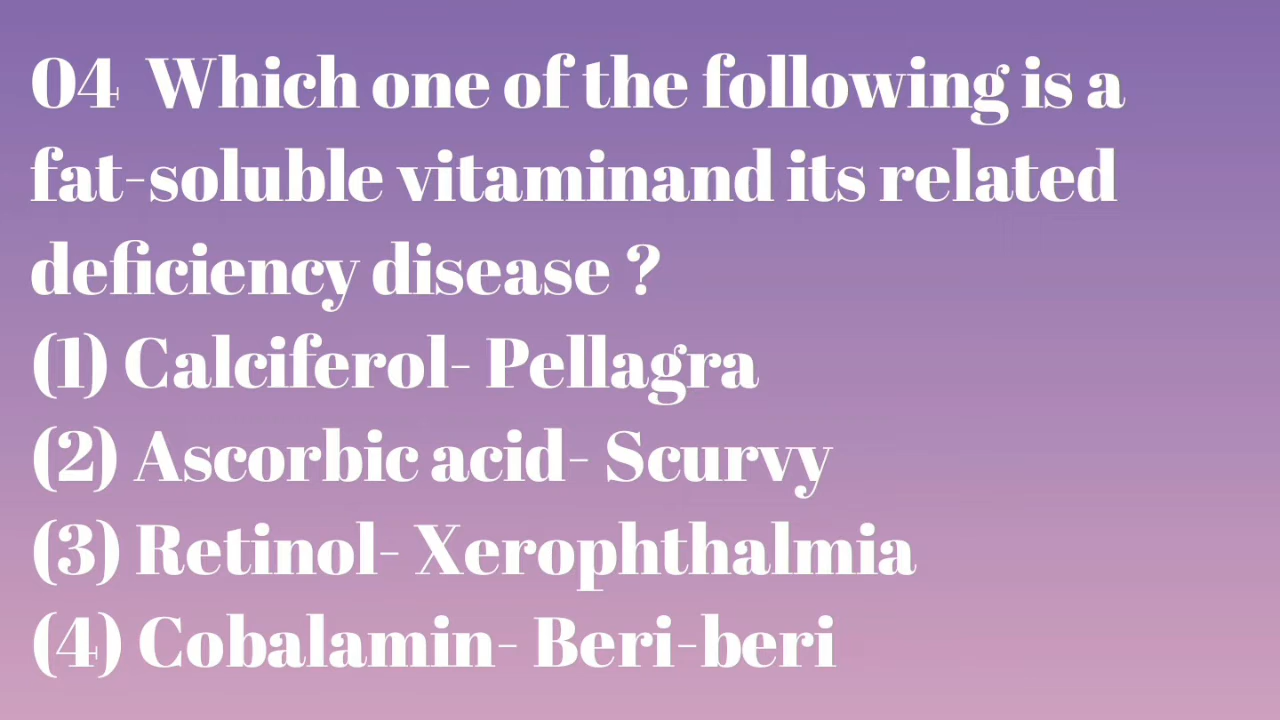 04 Which one of the following is a
fat-soluble vitaminand its related
deficiency disease ?
(1) Calciferol- Pellagra
(2) Ascorbic acid- Scurvy
(3) Retinol- Xerophthalmia
(4) Cobalamin- Beri-beri